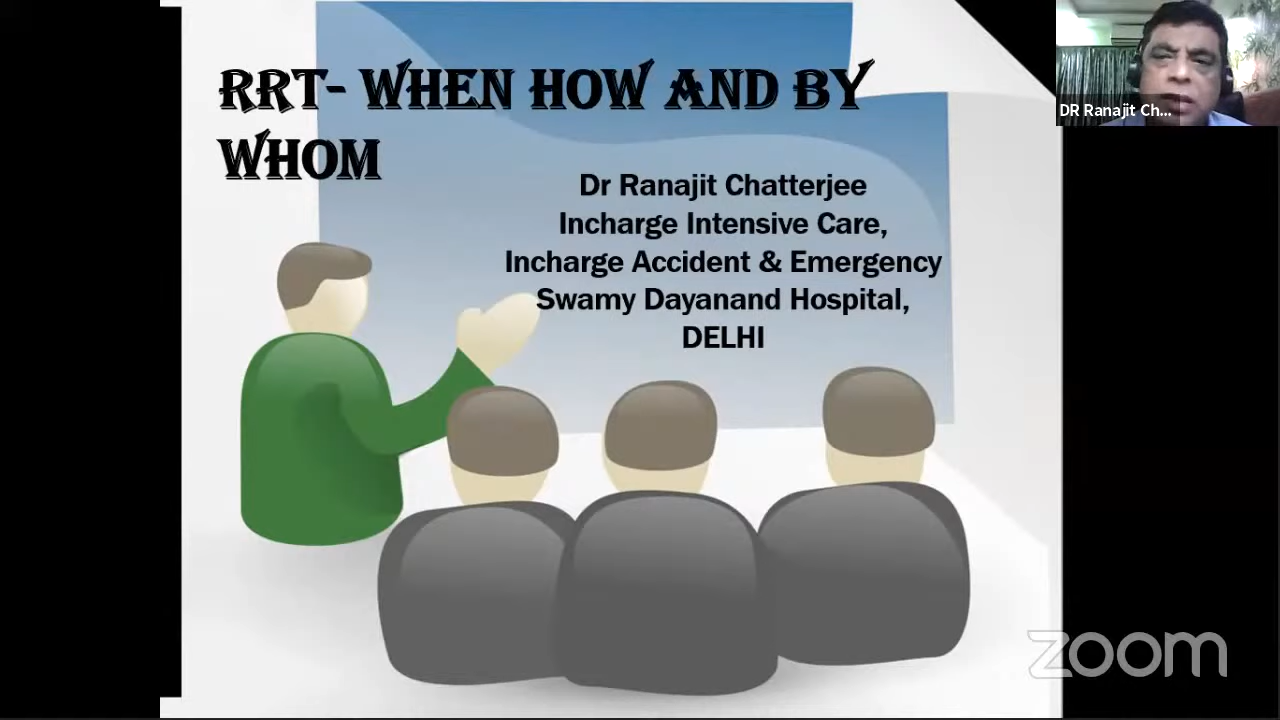 RRT- WHEN HOW AND BY
WHOM
Dr Ranajit Chatterjee
Incharge Intensive Care,
Incharge Accident & Emergency
Swamy Dayanand Hospital,
DELHI
DR Ranajit Ch...
zoom